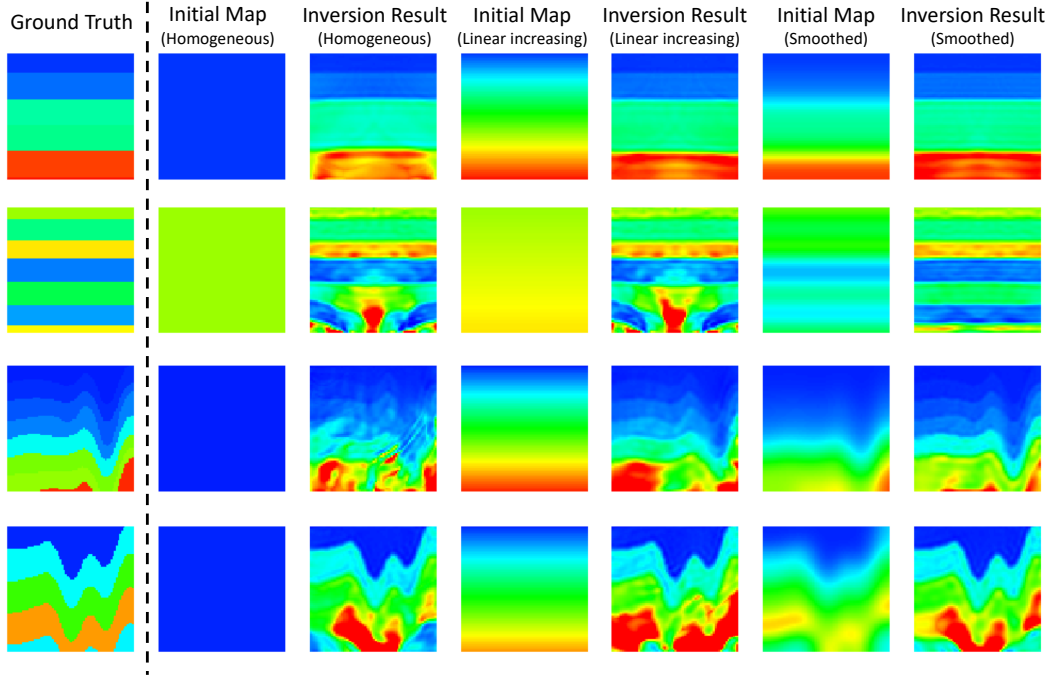 Ground Truth
Initial Map
(Homogeneous)
Inversion Result
(Homogeneous)
Initial Map
(Linear increasing)
Inversion Result
(Linear increasing)
Initial Map
(Smoothed)
Inversion Result
(Smoothed)